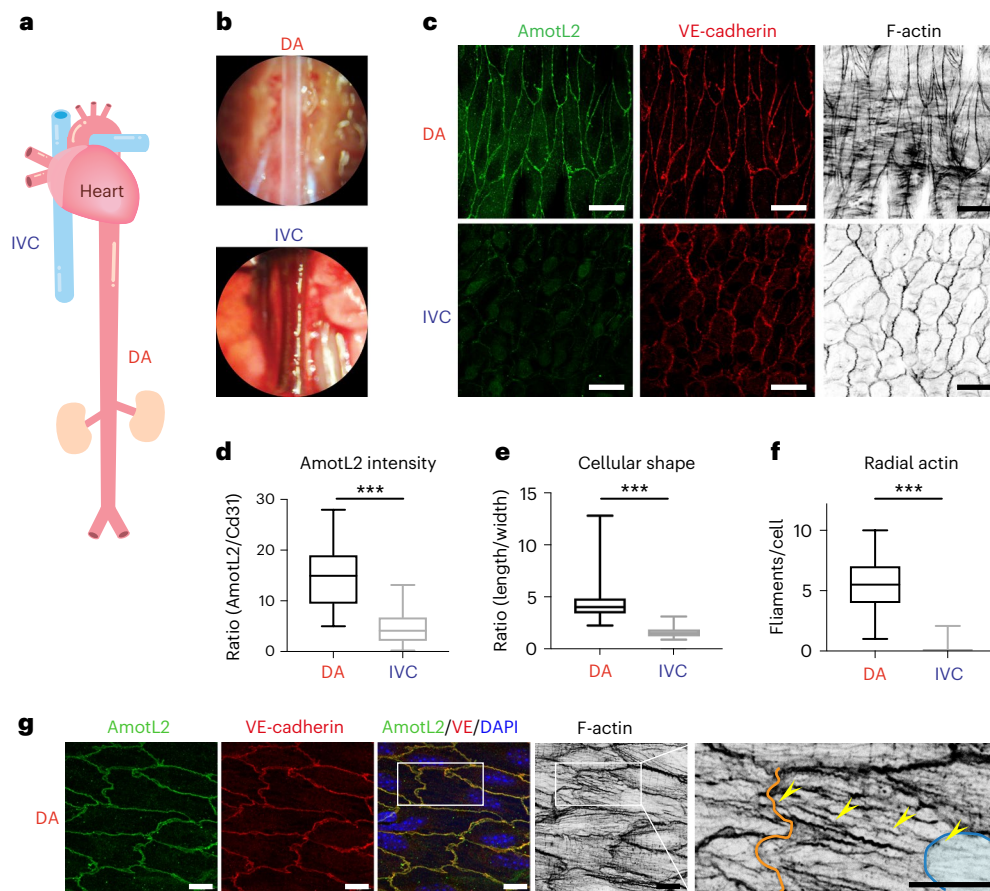 a
Heart
IVC
DA
b
DA
IVC
c
AmotL2
VE-cadherin
F-actin
DA
IVC
d
AmotL2 intensity
Ratio (AmotL2/Cd31)
30
20
10
0
***
DA
IVC
e
Cellular shape
Ratio (length/width)
15
10
5
0
***
DA
IVC
f
Radial actin
Fliaments/cell
10
5
0
***
DA
IVC
g
AmotL2
VE-cadherin
AmotL2/VE/DAPI
F-actin
DA